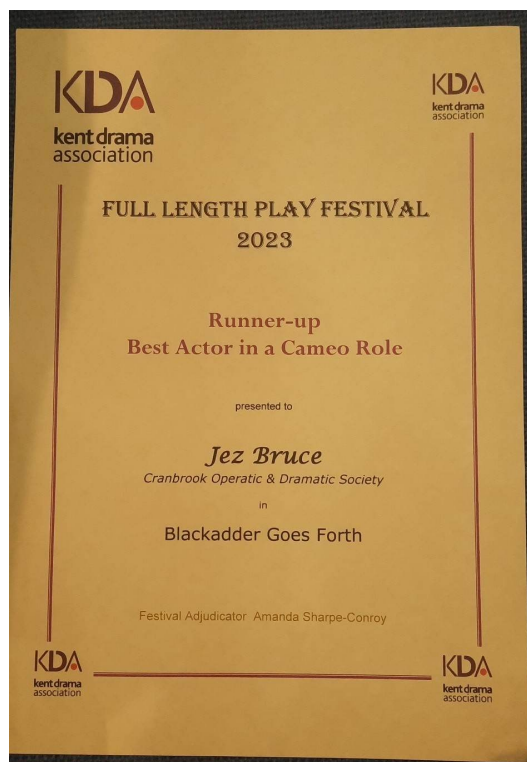 KDA
kent drama
association
KDA
kent drama
association
FULL LENGTH PLAY FESTIVAL
2023
Runner-up
Best Actor in a Cameo Role
presented to
Jez Bruce
Cranbrook Operatic & Dramatic Society
in
Blackadder Goes Forth
Festival Adjudicator Amanda Sharpe-Conroy
KDA
kent drama
association
KDA
kent drama
association